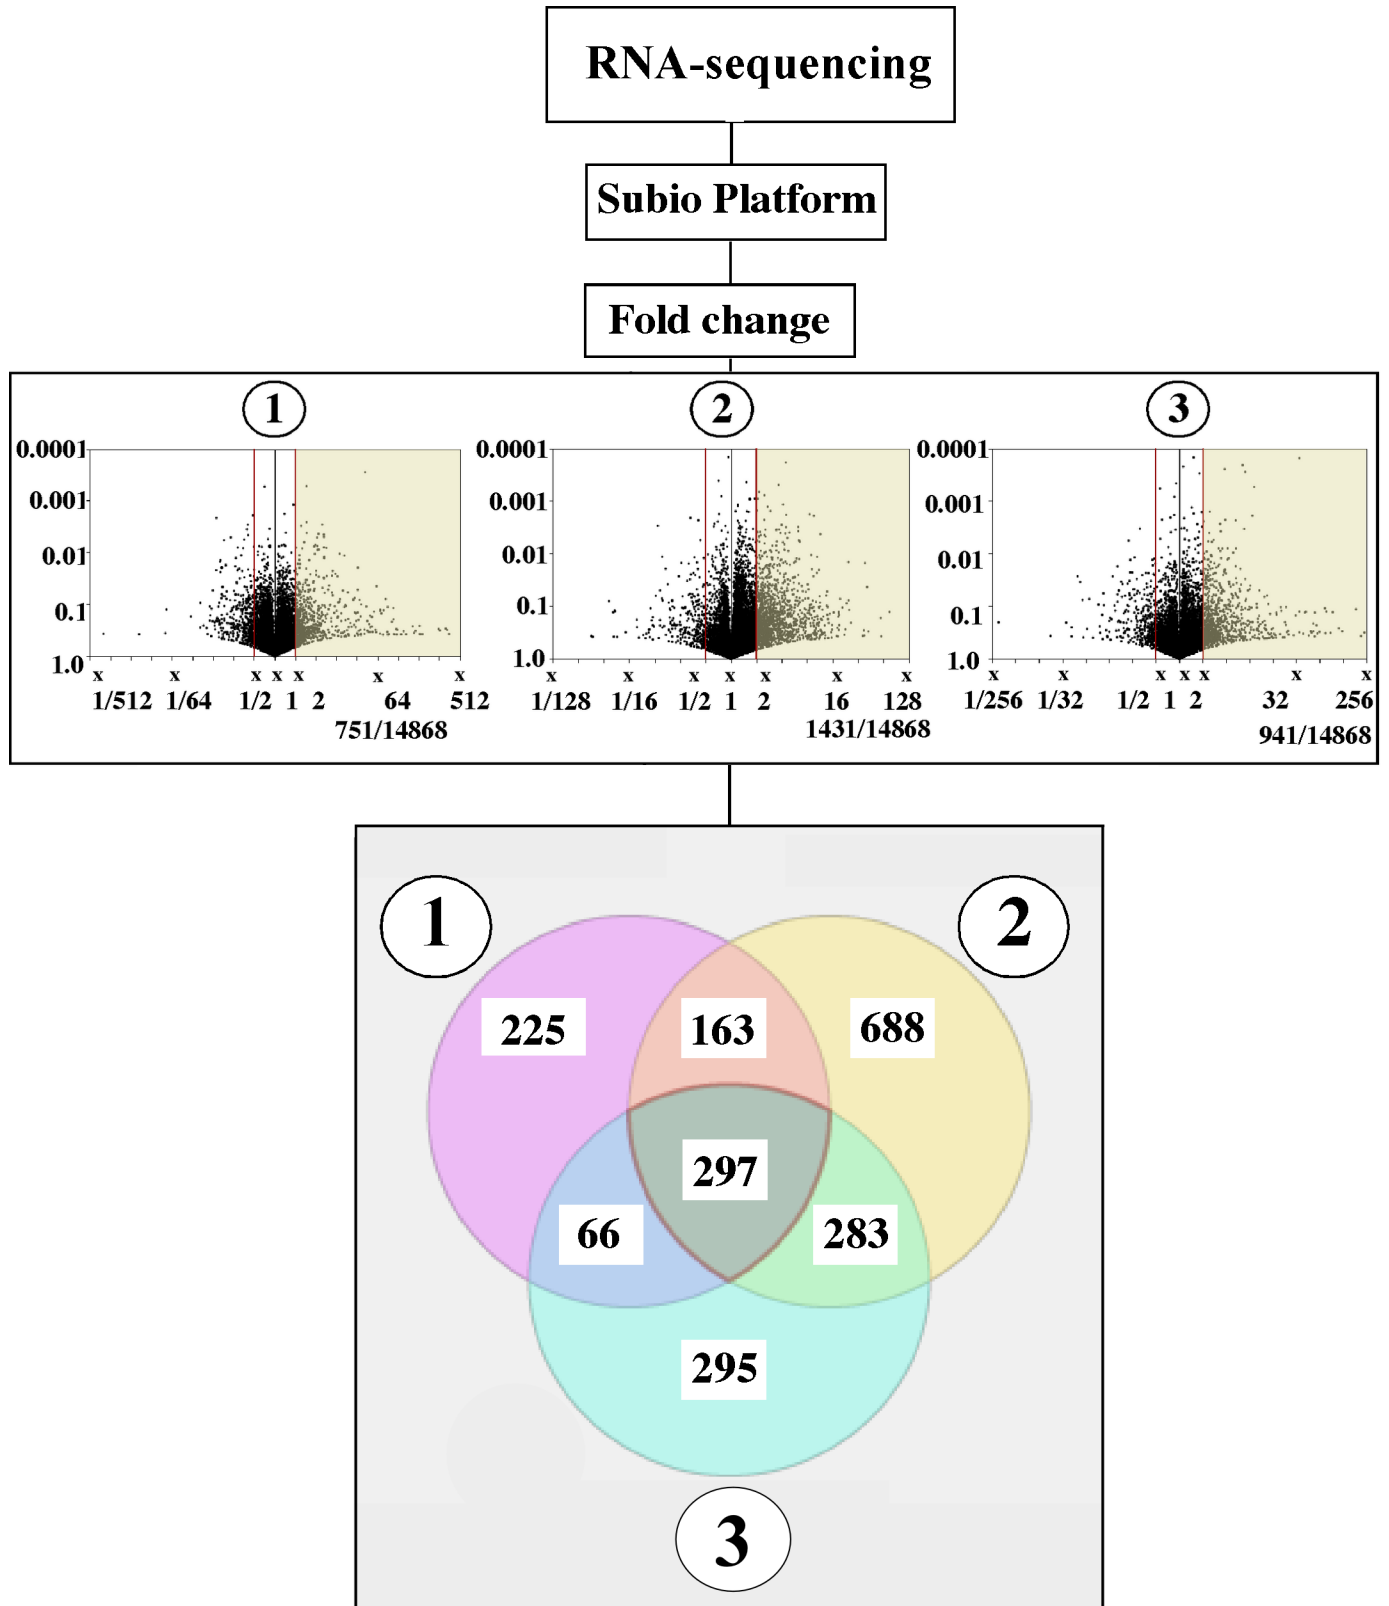 RNA-sequencing
Subio Platform
Fold change
1
0.0001
0.001
0.01
0.1
1.0
x x x x x x x
1/512 1/64 1/2 1 2 64 512
751/14868
2
0.0001
0.001
0.01
0.1
1.0
x x x x x x x
1/128 1/16 1/2 1 2 16 128
1431/14868
3
0.0001
0.001
0.01
0.1
1.0
x x x x x x x
1/256 1/32 1/2 1 2 32 256
941/14868
1 2
225 163 688
297
66 283
295
3